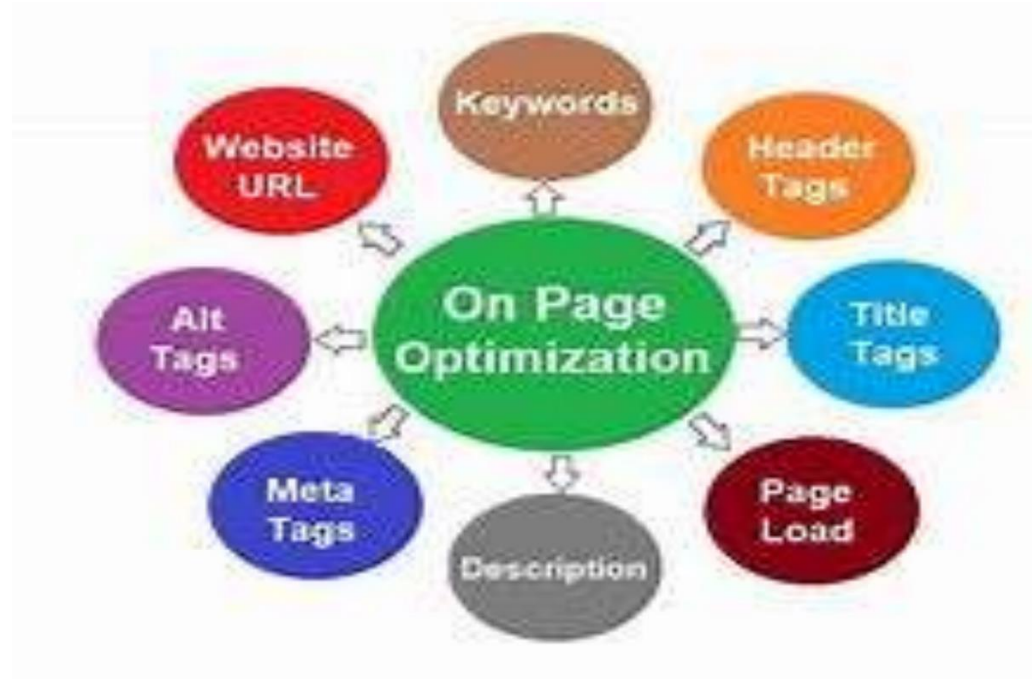 Keywords
Website
URL
Header
Tags
On Page
Optimization
Alt
Tags
Title
Tags
Meta
Tags
Page
Load
Description